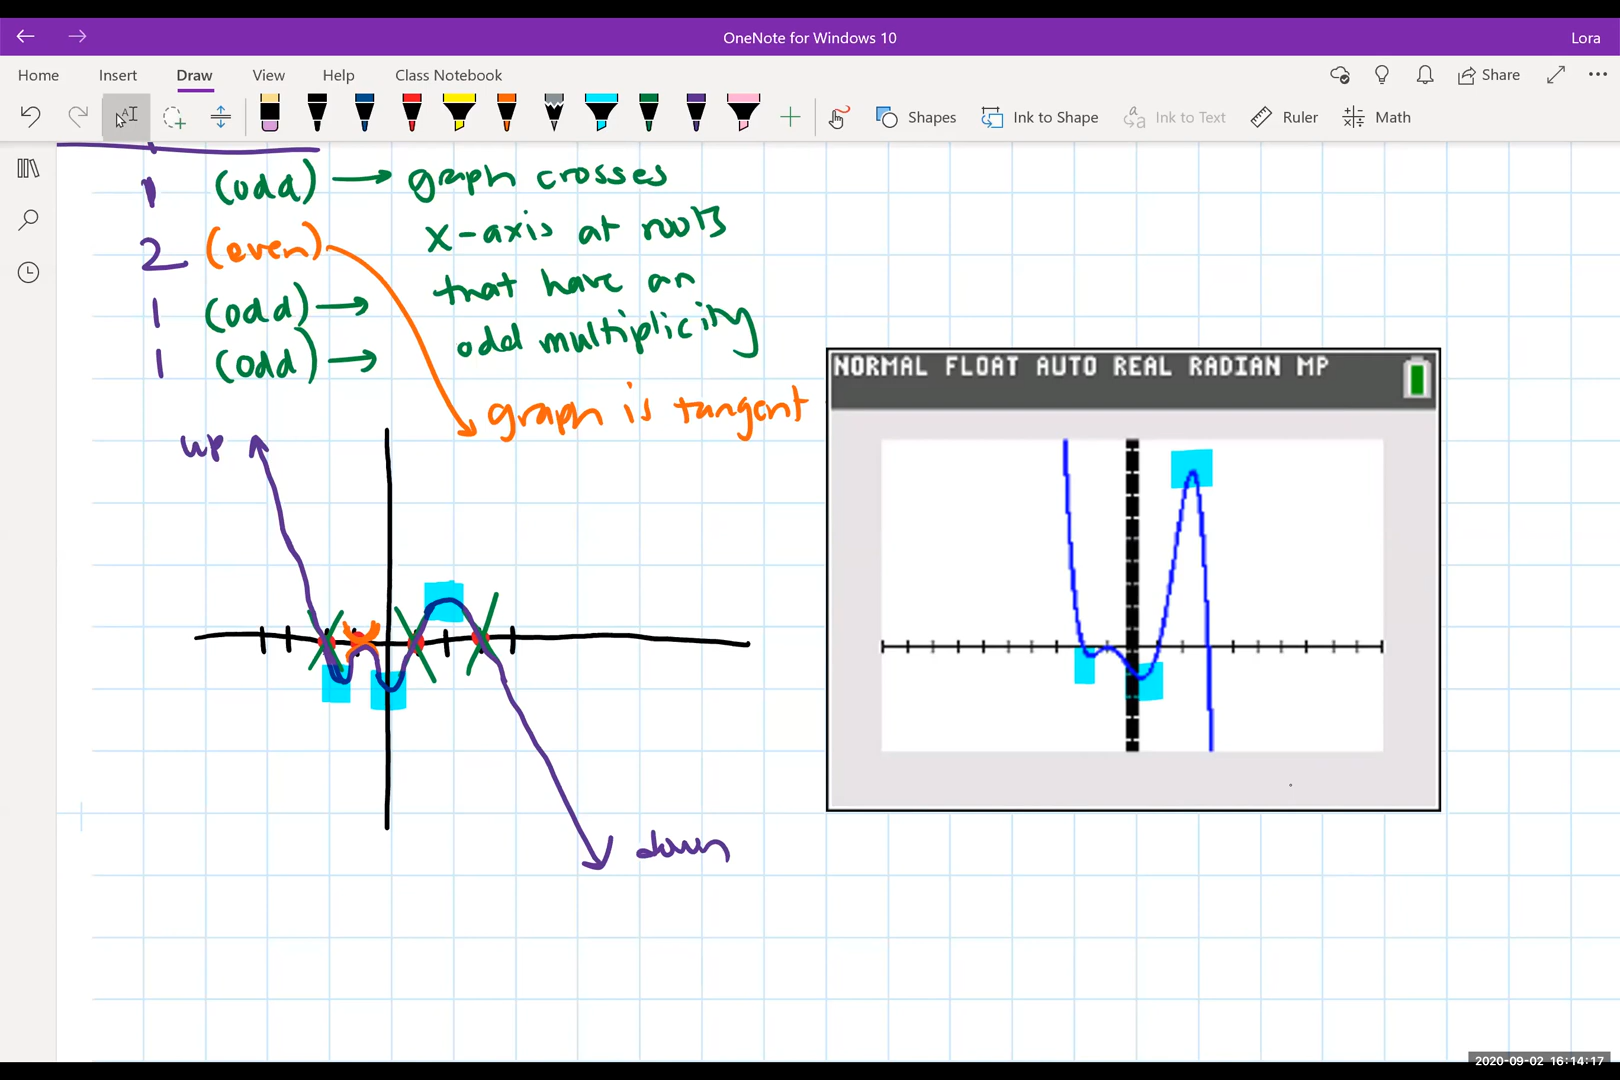 OneNote for Windows 10
Lora
Home Insert Draw View Help Class Notebook
Share
Shapes Ink to Shape Ink to Text Ruler Math
1 (odd) → graph crosses
x-axis at roots
2 (even)
that have an
1 (odd) →
odd multiplicity
1 (odd) →
graph is tangent
NORMAL FLOAT AUTO REAL RADIAN MP
up
down
2020-09-02 16:14:17